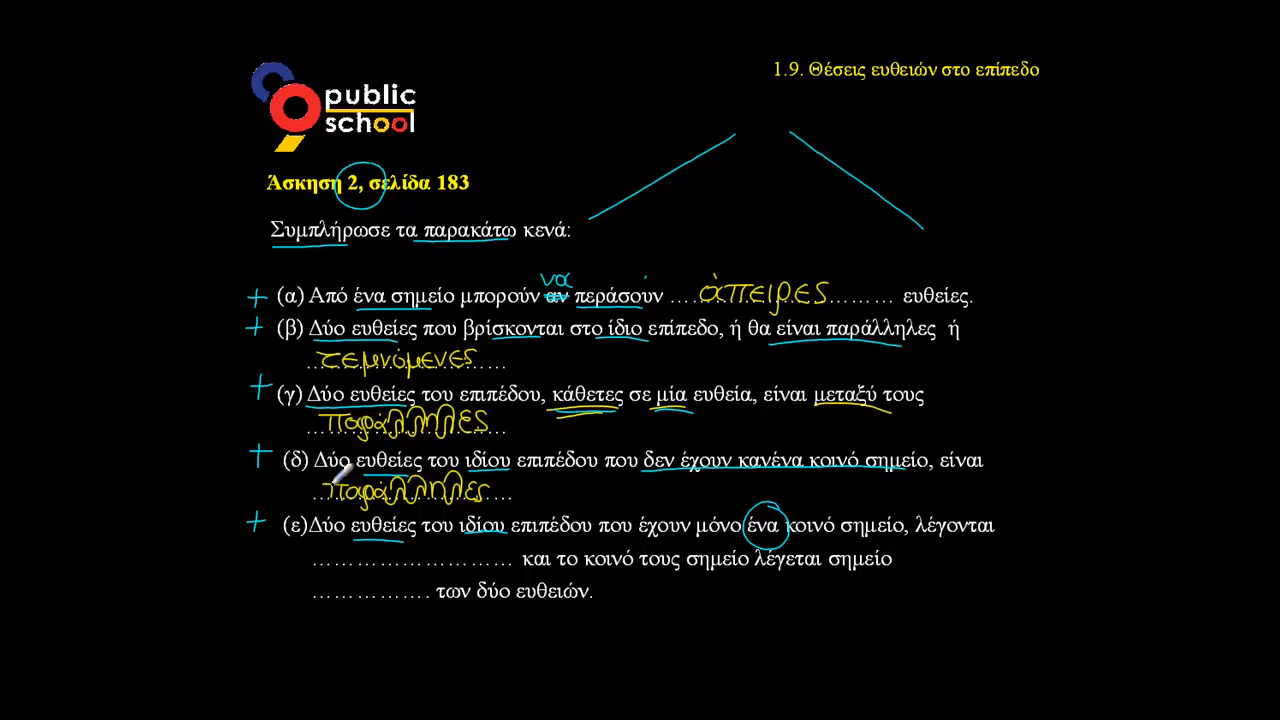 1.9. Θέσεις ευθειών στο επίπεδο
public
school
Άσκηση 2, σελίδα 183
Συμπλήρωσε τα παρακάτω κενά:
να
(α) Από ένα σημείο μπορούν αν περάσουν …άπειρες……… ευθείες.
(β) Δύο ευθείες που βρίσκονται στο ίδιο επίπεδο, ή θα είναι παράλληλες ή
τεμνόμενες
(γ) Δύο ευθείες του επιπέδου, κάθετες σε μία ευθεία, είναι μεταξύ τους
παράλληλες
(δ) Δύο ευθείες του ιδίου επιπέδου που δεν έχουν κανένα κοινό σημείο, είναι
παράλληλες
(ε)Δύο ευθείες του ιδίου επιπέδου που έχουν μόνο ένα κοινό σημείο, λέγονται
……………………… και το κοινό τους σημείο λέγεται σημείο
……………. των δύο ευθειών.